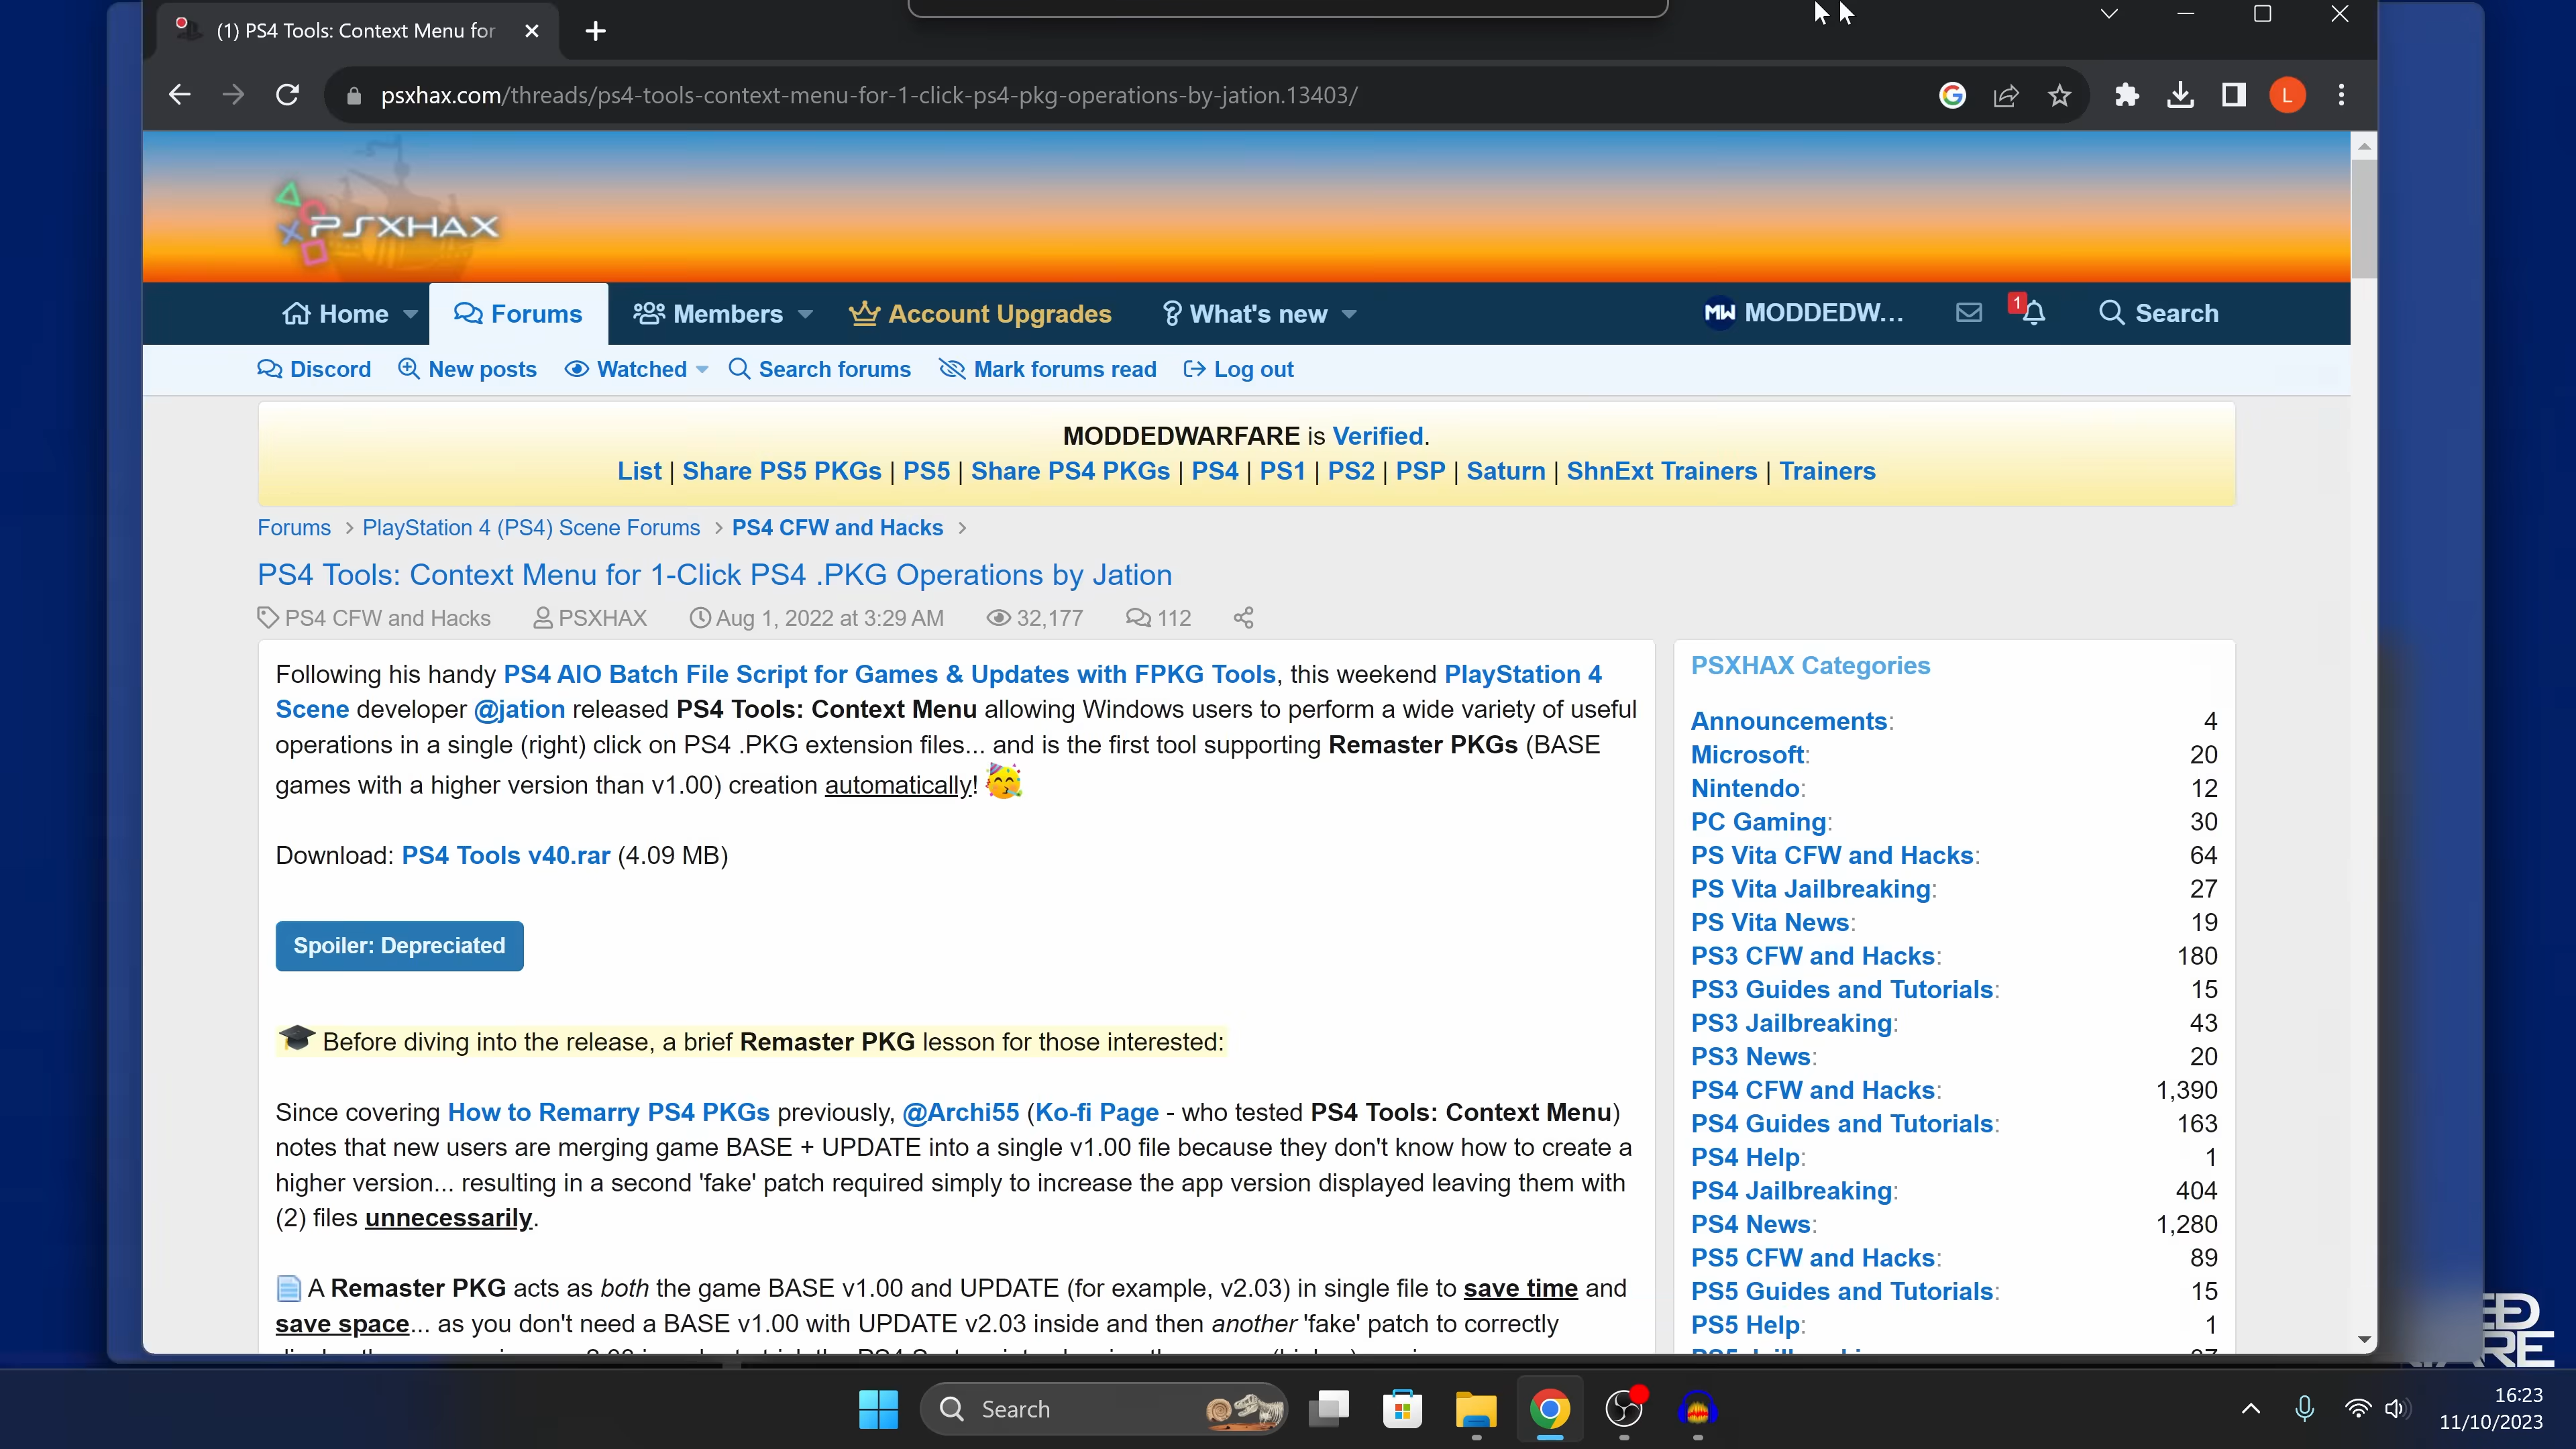 (1) PS4 Tools: Context Menu for
psxhax.com/threads/ps4-tools-context-menu-for-1-click-ps4-pkg-operations-by-jation.13403/
L
PSXHAX
Home
Forums
Members
Account Upgrades
What's new
MW MODDEDW...
1
Search
Discord
New posts
Watched
Search forums
Mark forums read
Log out
MODDEDWARFARE is Verified.
List | Share PS5 PKGs | PS5 | Share PS4 PKGs | PS4 | PS1 | PS2 | PSP | Saturn | ShnExt Trainers | Trainers
Forums > PlayStation 4 (PS4) Scene Forums > PS4 CFW and Hacks >
PS4 Tools: Context Menu for 1-Click PS4 .PKG Operations by Jation
PS4 CFW and Hacks PSXHAX Aug 1, 2022 at 3:29 AM 32,177 112
Following his handy PS4 AIO Batch File Script for Games & Updates with FPKG Tools, this weekend PlayStation 4
Scene developer @jation released PS4 Tools: Context Menu allowing Windows users to perform a wide variety of useful
operations in a single (right) click on PS4 .PKG extension files... and is the first tool supporting Remaster PKGs (BASE
games with a higher version than v1.00) creation automatically!
Download: PS4 Tools v40.rar (4.09 MB)
Spoiler: Depreciated
Before diving into the release, a brief Remaster PKG lesson for those interested:
Since covering How to Remarry PS4 PKGs previously, @Archi55 (Ko-fi Page - who tested PS4 Tools: Context Menu)
notes that new users are merging game BASE + UPDATE into a single v1.00 file because they don't know how to create a
higher version... resulting in a second 'fake' patch required simply to increase the app version displayed leaving them with
(2) files unnecessarily.
A Remaster PKG acts as both the game BASE v1.00 and UPDATE (for example, v2.03) in single file to save time and
save space... as you don't need a BASE v1.00 with UPDATE v2.03 inside and then another 'fake' patch to correctly
PSXHAX Categories
Announcements: 4
Microsoft: 20
Nintendo: 12
PC Gaming: 30
PS Vita CFW and Hacks: 64
PS Vita Jailbreaking: 27
PS Vita News: 19
PS3 CFW and Hacks: 180
PS3 Guides and Tutorials: 15
PS3 Jailbreaking: 43
PS3 News: 20
PS4 CFW and Hacks: 1,390
PS4 Guides and Tutorials: 163
PS4 Help: 1
PS4 Jailbreaking: 404
PS4 News: 1,280
PS5 CFW and Hacks: 89
PS5 Guides and Tutorials: 15
PS5 Help: 1
Search
16:23
11/10/2023